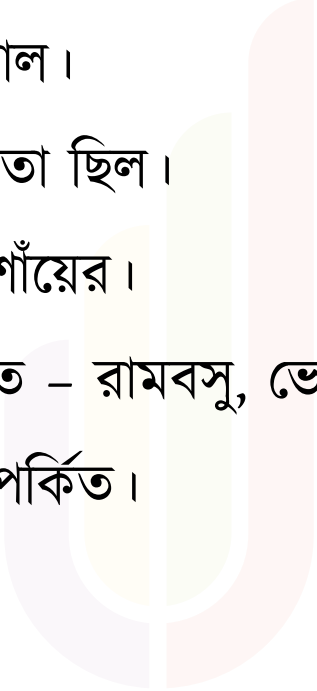 াল।
তা ছিল।
শাঁয়ের।
ত – রামবসু, ভে
পর্কিত।